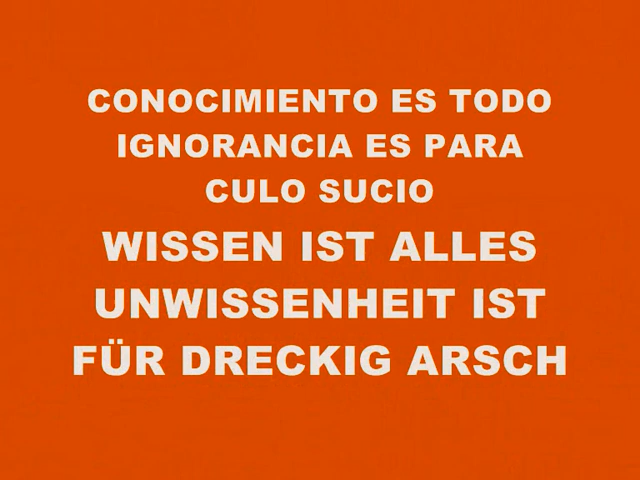 CONOCIMIENTO ES TODO
IGNORANCIA ES PARA
CULO SUCIO
WISSEN IST ALLES
UNWISSENHEIT IST
FÜR DRECKIG ARSCH